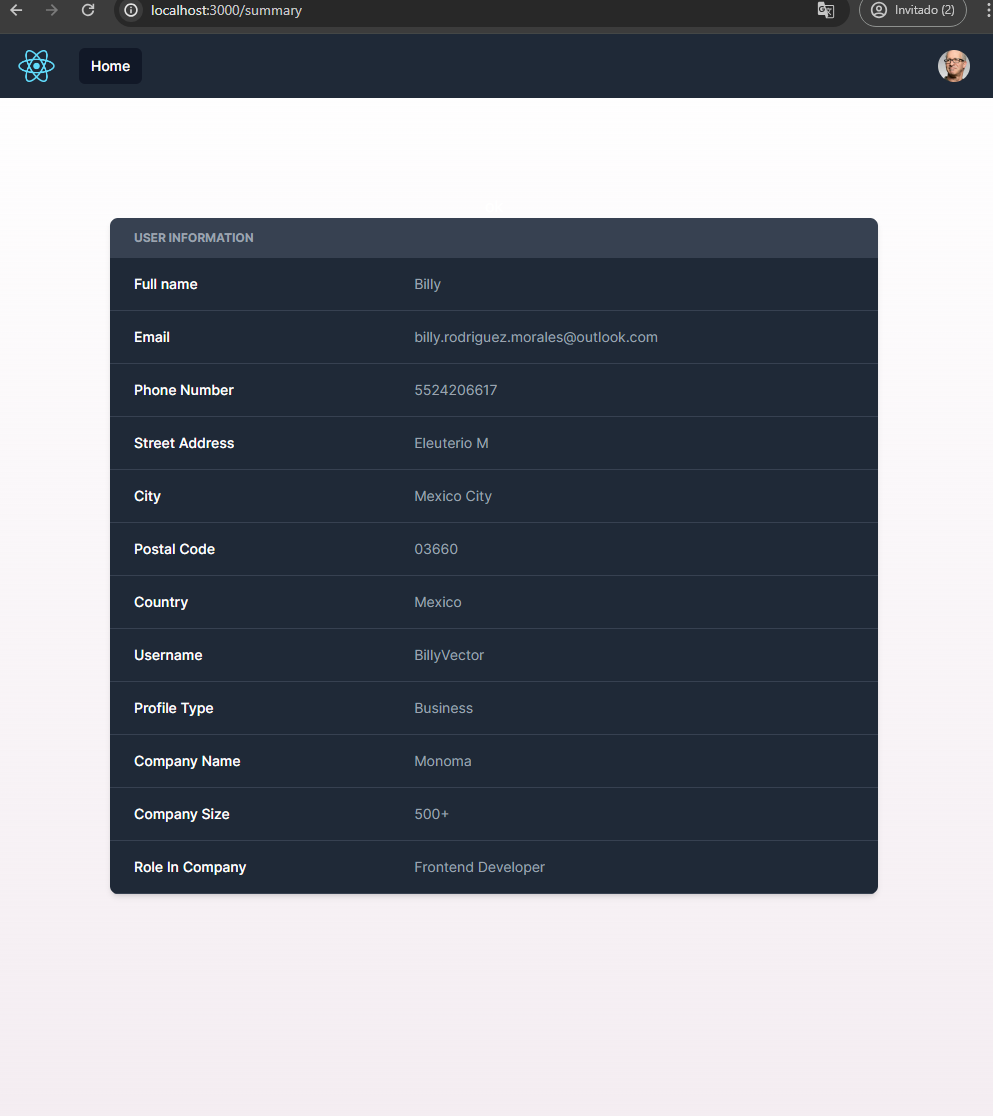 localhost:3000/summary
Invitado (2)
Home
USER INFORMATION
Full name Billy
Email billy.rodriguez.morales@outlook.com
Phone Number 5524206617
Street Address Eleuterio M
City Mexico City
Postal Code 03660
Country Mexico
Username BillyVector
Profile Type Business
Company Name Monoma
Company Size 500+
Role In Company Frontend Developer